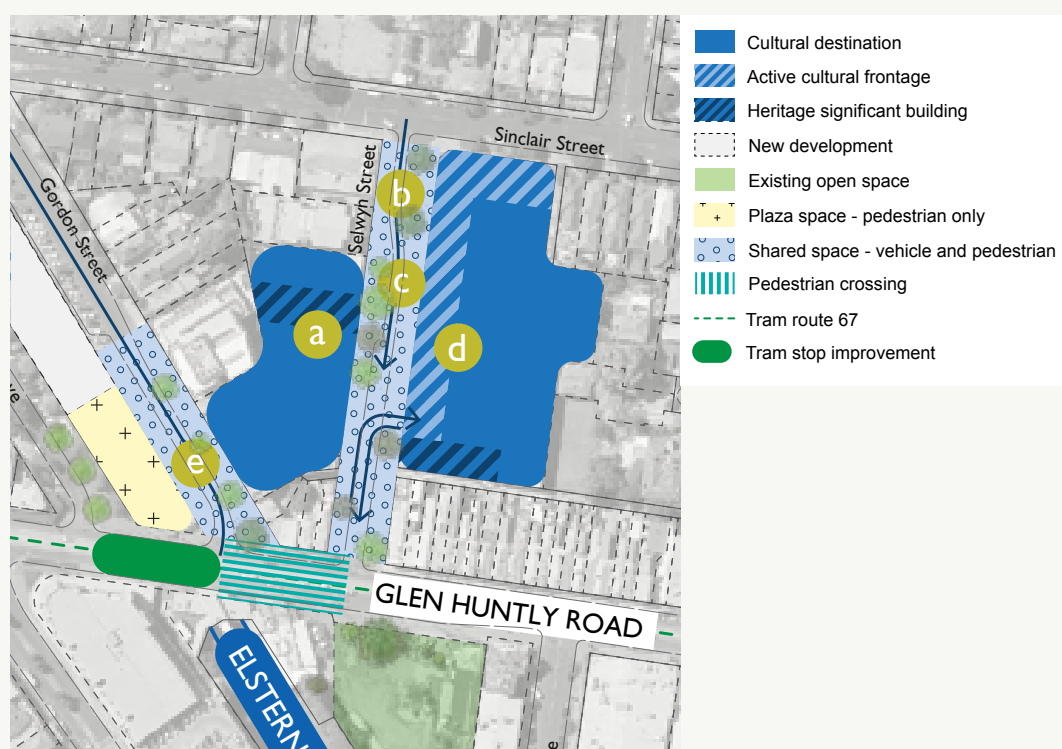 Cultural destination
Active cultural frontage
Heritage significant building
New development
Existing open space
Plaza space - pedestrian only
Shared space - vehicle and pedestrian
Pedestrian crossing
Tram route 67
Tram stop improvement
Sinclair Street
Selwyn Street
Gordon Street
b
c
a
d
e
GLEN HUNTLY ROAD
ELSTERN